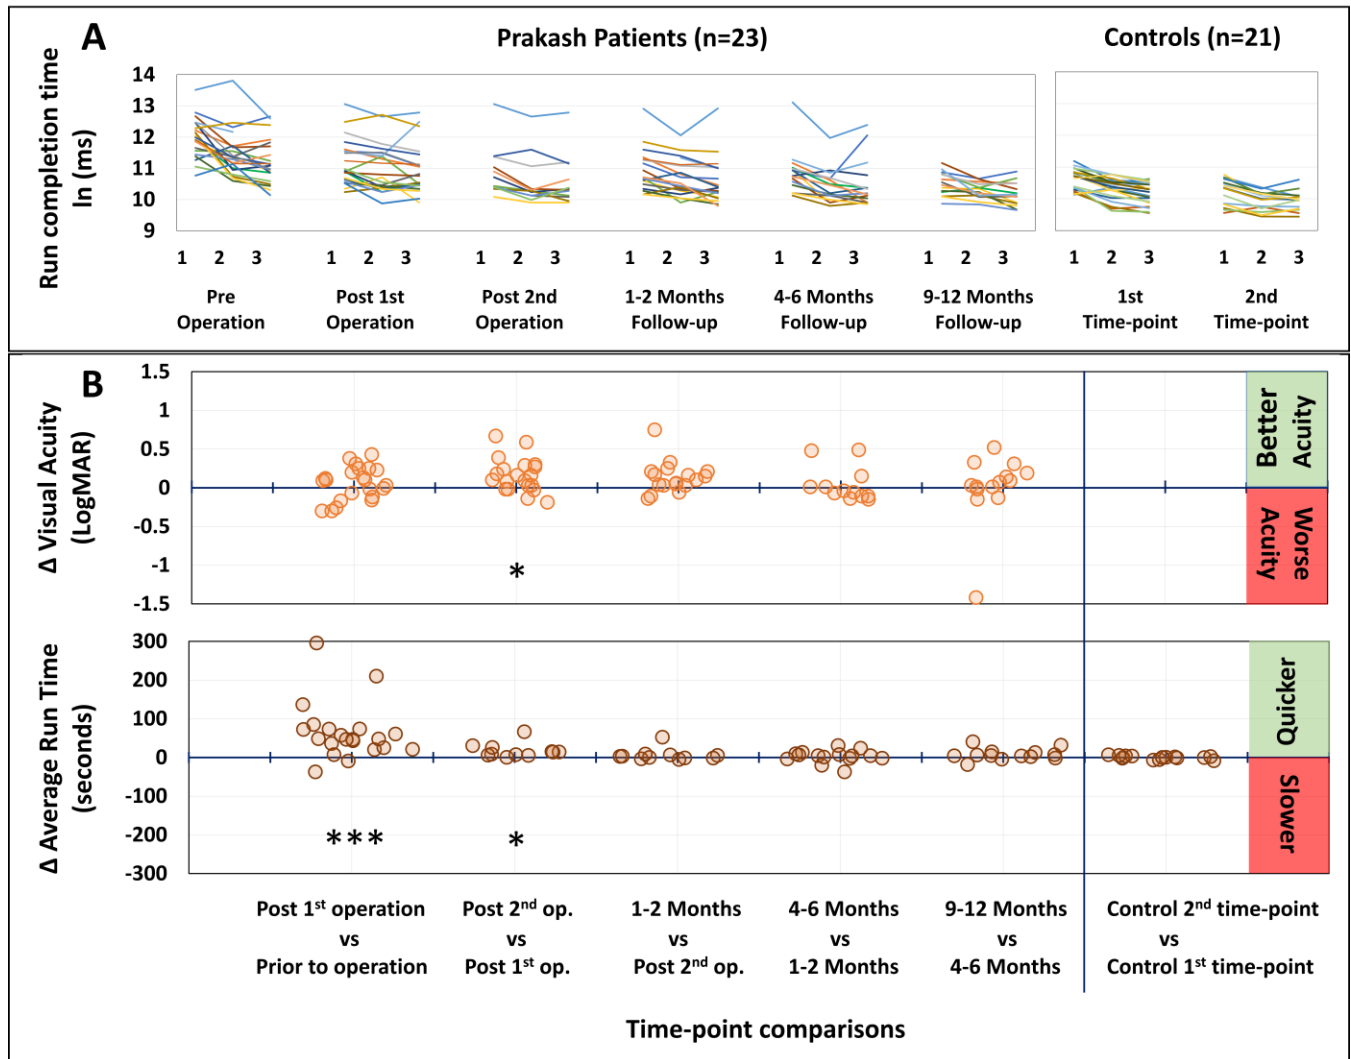 A
Prakash Patients (n=23)
Controls (n=21)
Run completion time
ln (ms)
14
13
12
11
10
9
1 2 3 1 2 3 1 2 3 1 2 3 1 2 3 1 2 3 1 2 3 1 2 3
Pre
Operation
Post 1st
Operation
Post 2nd
Operation
1-2 Months
Follow-up
4-6 Months
Follow-up
9-12 Months
Follow-up
1st
Time-point
2nd
Time-point
B
Δ Visual Acuity
(LogMAR)
1.5
1
0.5
0
-0.5
-1
-1.5
*
Better
Acuity
Worse
Acuity
Δ Average Run Time
(seconds)
300
200
100
0
-100
-200
-300
***
*
Quicker
Slower
Post 1st operation
vs
Prior to operation
Post 2nd op.
vs
Post 1st op.
1-2 Months
vs
Post 2nd op.
4-6 Months
vs
1-2 Months
9-12 Months
vs
4-6 Months
Control 2nd time-point
vs
Control 1st time-point
Time-point comparisons